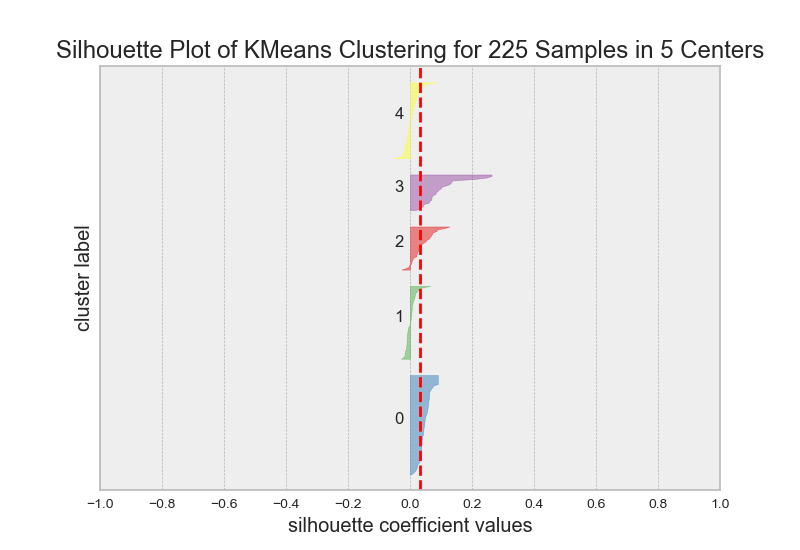 Silhouette Plot of KMeans Clustering for 225 Samples in 5 Centers
4
3
2
1
0
cluster label
−1.0 −0.8 −0.6 −0.4 −0.2 0.0 0.2 0.4 0.6 0.8 1.0
silhouette coefficient values